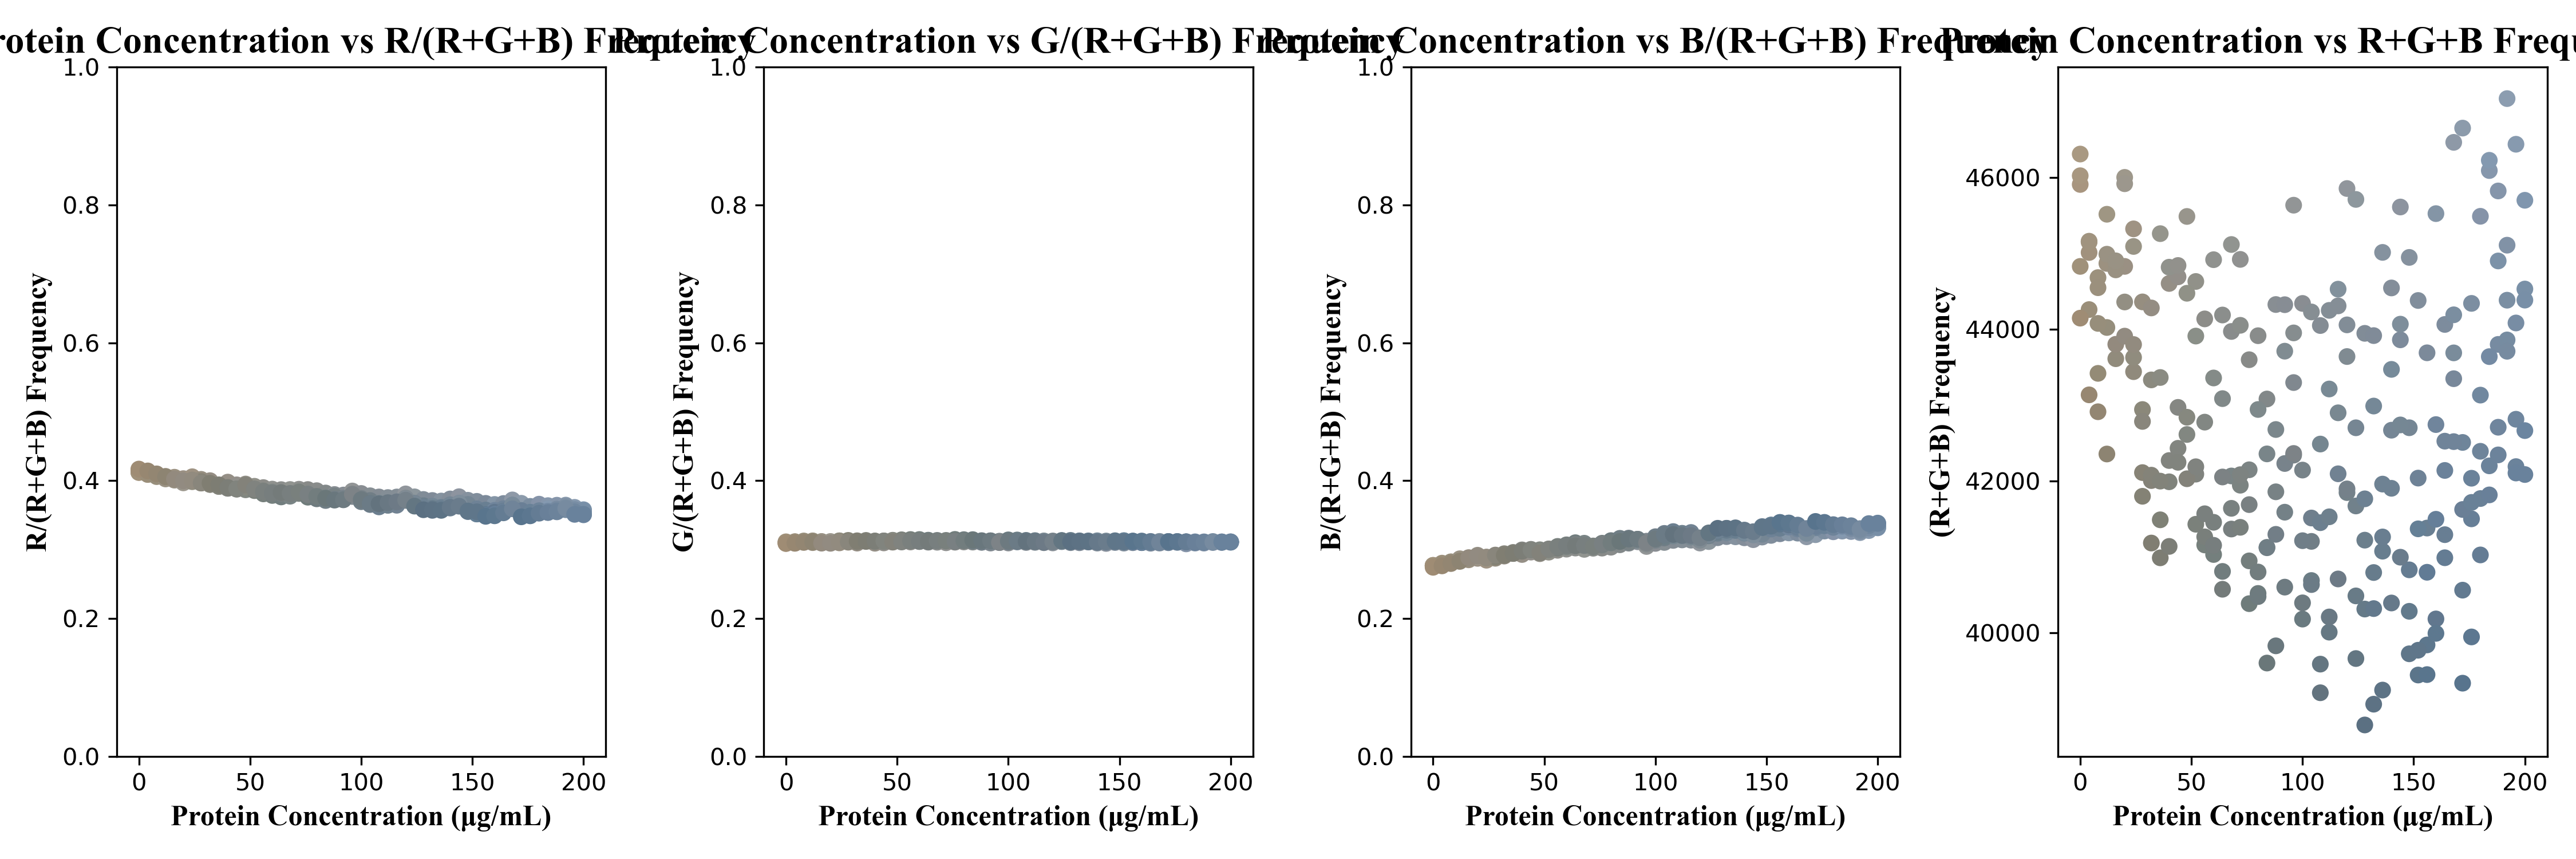 rotein Concentration vs R/(R+G+B) Frequency
Protein Concentration vs G/(R+G+B) Frequency
Protein Concentration vs B/(R+G+B) Frequency
Protein Concentration vs R+G+B Frequ
R/(R+G+B) Frequency
1.0
0.8
0.6
0.4
0.2
0.0
0 50 100 150 200
Protein Concentration (μg/mL)
G/(R+G+B) Frequency
1.0
0.8
0.6
0.4
0.2
0.0
0 50 100 150 200
Protein Concentration (μg/mL)
B/(R+G+B) Frequency
1.0
0.8
0.6
0.4
0.2
0.0
0 50 100 150 200
Protein Concentration (μg/mL)
(R+G+B) Frequency
46000
44000
42000
40000
0 50 100 150 200
Protein Concentration (μg/mL)